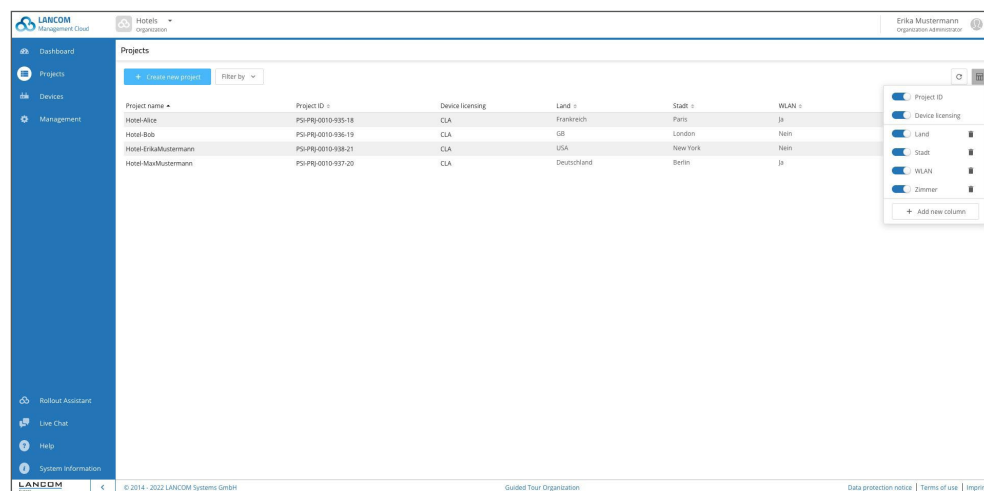 LANCOM
Management Cloud
Hotels
Organization
Erika Mustermann
Organization Administrator
Dashboard
Projects
Devices
Management
Projects
+ Create new project
Filter by
Project name
Project ID
Device licensing
Land
Stadt
WLAN
Hotel-Alice
PSI-PRJ-0010-935-18
CLA
Frankreich
Paris
Ja
Hotel-Bob
PSI-PRJ-0010-936-19
CLA
GB
London
Nein
Hotel-ErikaMustermann
PSI-PRJ-0010-938-21
CLA
USA
New York
Nein
Hotel-MaxMustermann
PSI-PRJ-0010-937-20
CLA
Deutschland
Berlin
Ja
Project ID
Device licensing
Land
Stadt
WLAN
Zimmer
+ Add new column
Rollout Assistant
Live Chat
Help
System Information
LANCOM
© 2014 - 2022 LANCOM Systems GmbH
Guided Tour Organization
Data protection notice | Terms of use | Imprin